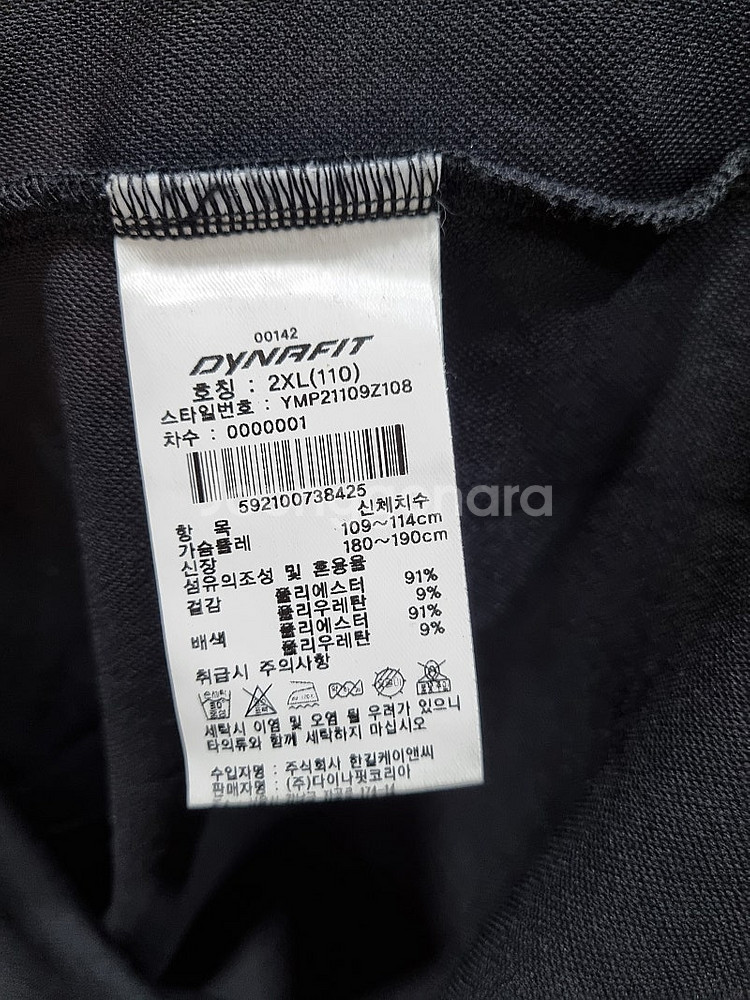 00142
DYNAFIT
호칭 : 2XL(110)
스타일번호 : YMP21109Z108
차수 : 0000001
592100738425
항 목 신체치수
가슴둘레 109~114cm
신장 180~190cm
섬유의조성 및 혼용율
겉감 폴리에스터 91%
폴리우레탄 9%
배색 폴리에스터 91%
폴리우레탄 9%
취급시 주의사항
세탁시 이염 및 오염 될 우려가 있으니
타의류와 함께 세탁하지 마십시오
수입자명 : 주식회사 한길케이앤씨
판매자명 : (주)다이나핏코리아